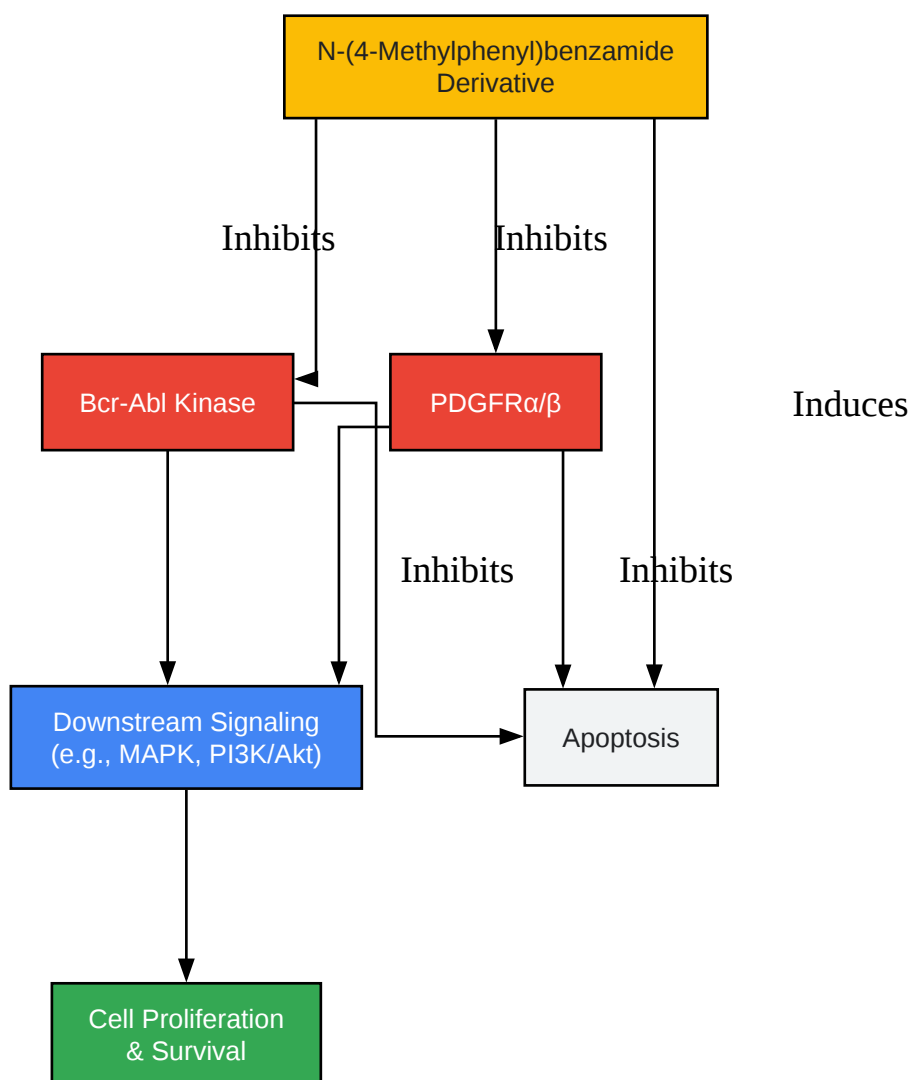 N-(4-Methylphenyl)benzamide
Derivative
Inhibits
Inhibits
Bcr-Abl Kinase
PDGFRα/β
Induces
Inhibits
Inhibits
Downstream Signaling
(e.g., MAPK, PI3K/Akt)
Apoptosis
Cell Proliferation
& Survival